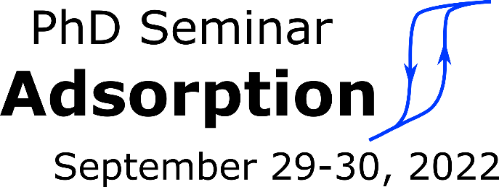 PhD Seminar
Adsorption
September 29-30, 2022